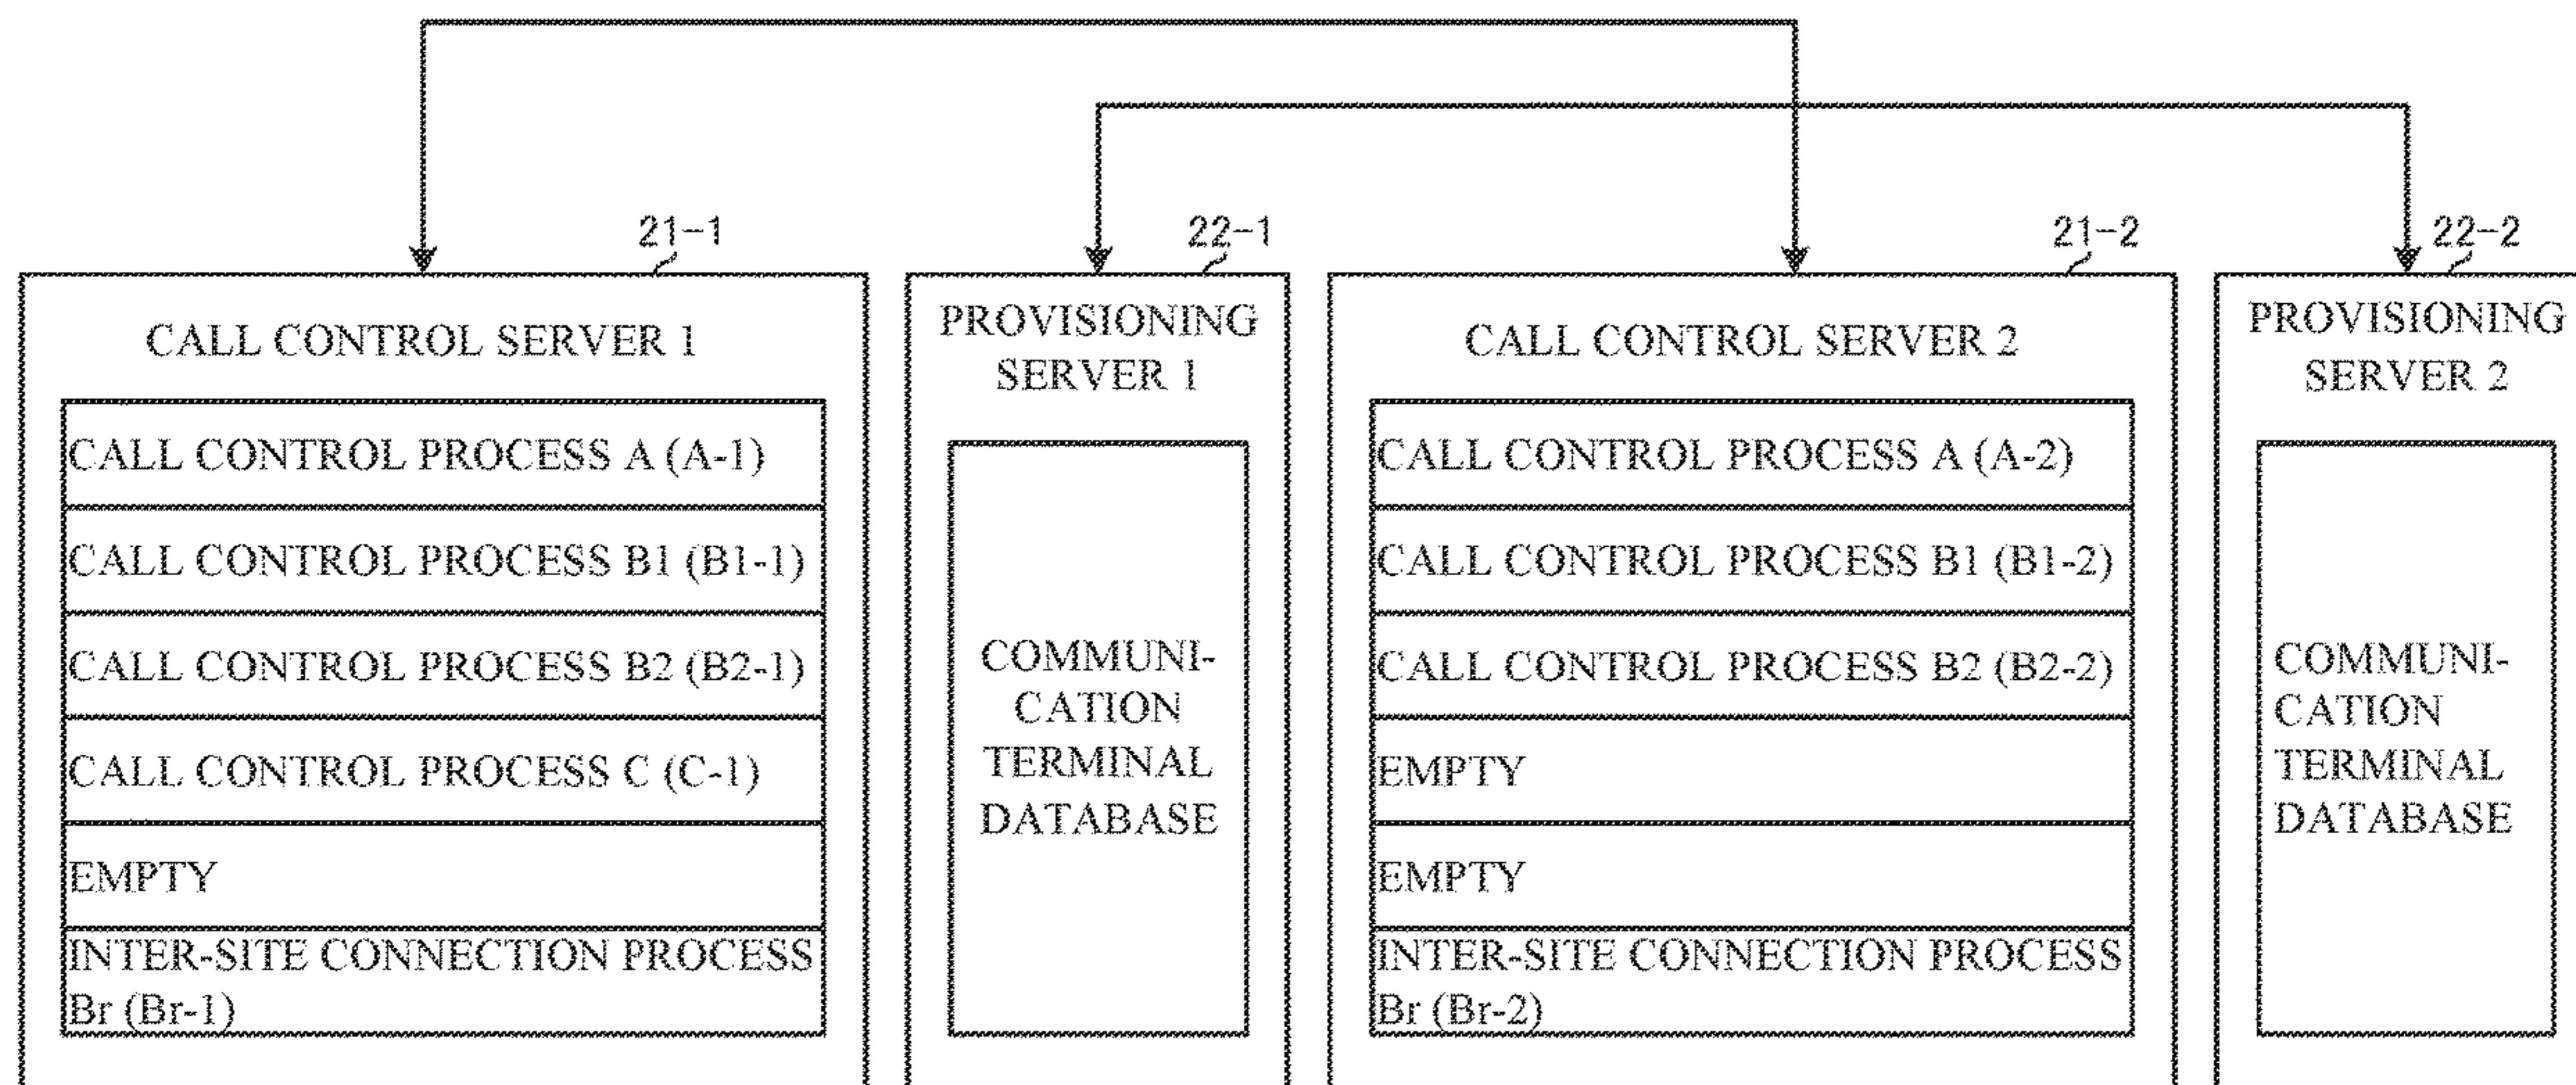 21-1
22-1
21-2
22-2
CALL CONTROL SERVER 1
CALL CONTROL PROCESS A (A-1)
CALL CONTROL PROCESS B1 (B1-1)
CALL CONTROL PROCESS B2 (B2-1)
CALL CONTROL PROCESS C (C-1)
EMPTY
INTER-SITE CONNECTION PROCESS
Br (Br-1)
PROVISIONING
SERVER 1
COMMUNI-
CATION
TERMINAL
DATABASE
CALL CONTROL SERVER 2
CALL CONTROL PROCESS A (A-2)
CALL CONTROL PROCESS B1 (B1-2)
CALL CONTROL PROCESS B2 (B2-2)
EMPTY
EMPTY
INTER-SITE CONNECTION PROCESS
Br (Br-2)
PROVISIONING
SERVER 2
COMMUNI-
CATION
TERMINAL
DATABASE